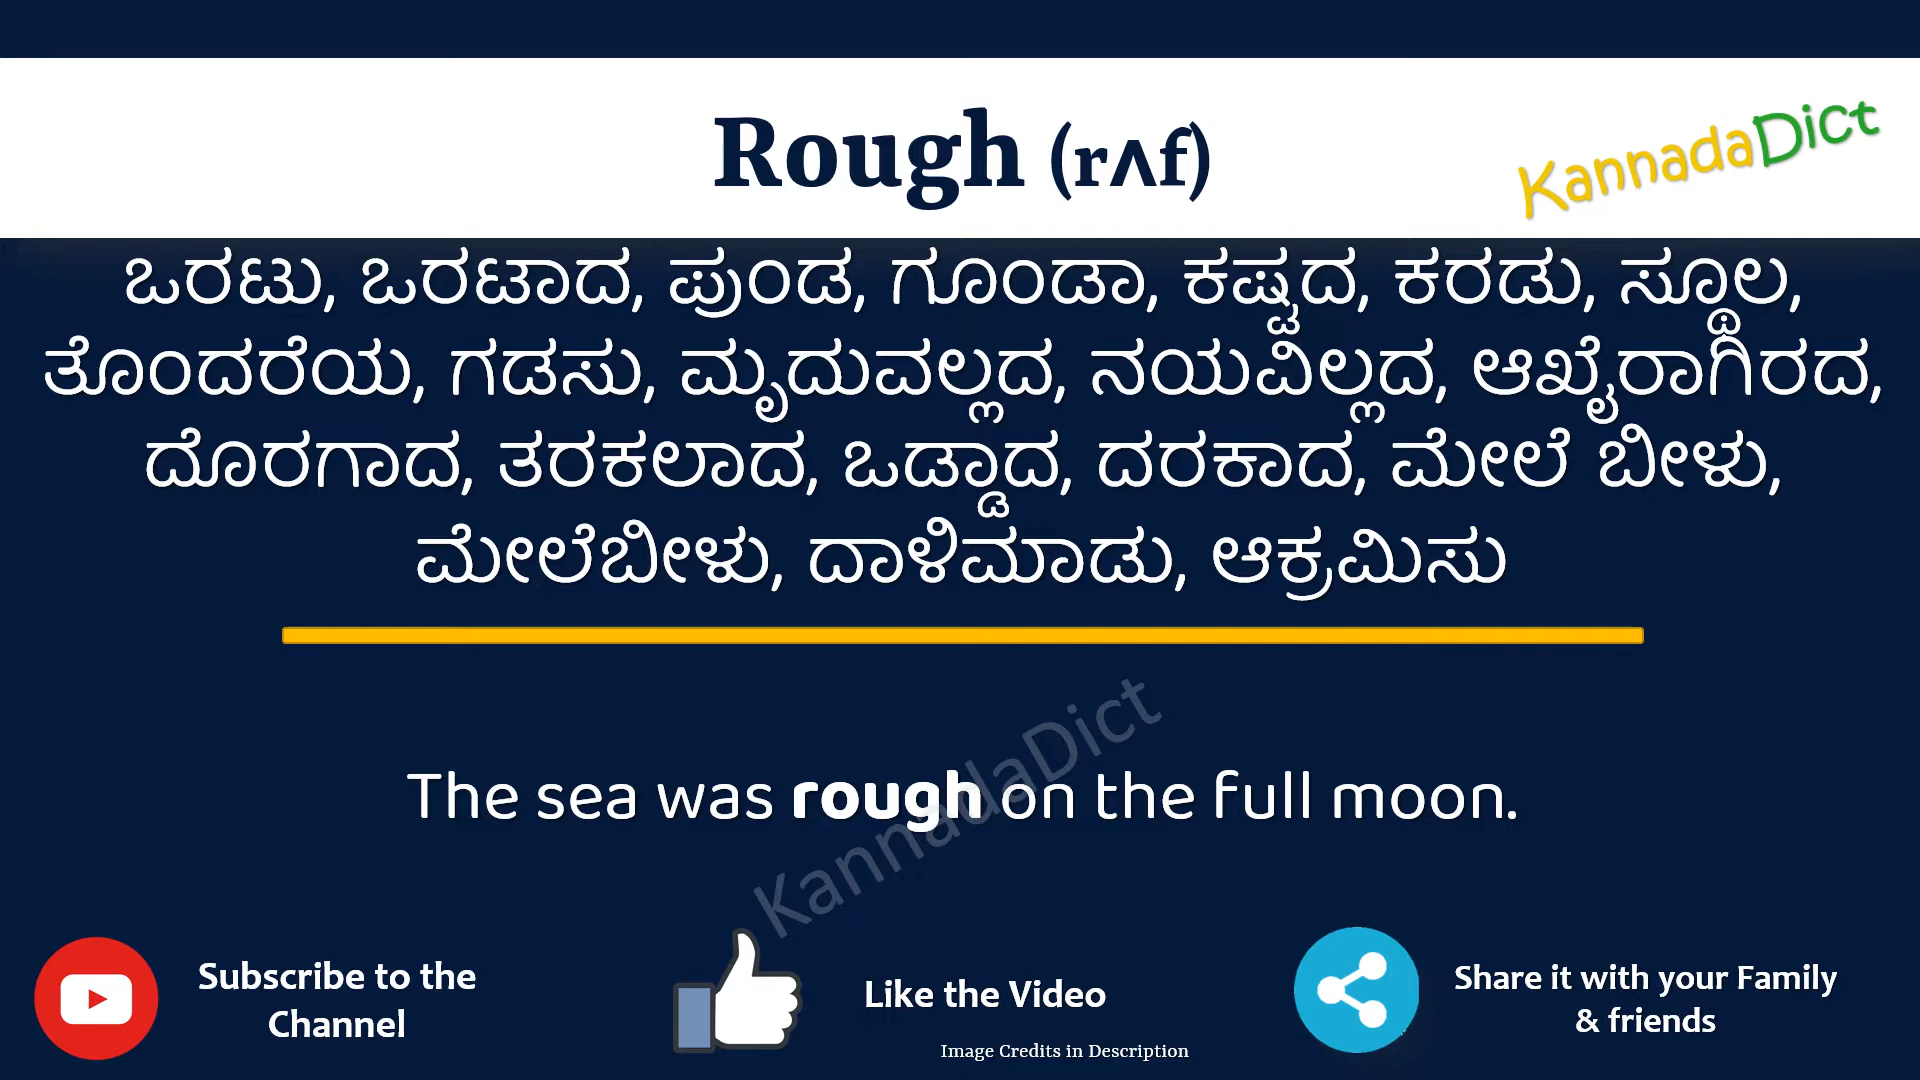 Rough (rʌf)
KannadaDict
ಒರಟು, ಒರಟಾದ, ಪುಂಡ, ಗೂಂಡಾ, ಕಷ್ಟದ, ಕರಡು, ಸ್ಥೂಲ,
ತೊಂದರೆಯ, ಗಡಸು, ಮೃದುವಲ್ಲದ, ನಯವಿಲ್ಲದ, ಆಖೈರಾಗಿರದ,
ದೊರಗಾದ, ತರಕಲಾದ, ಒಡ್ಡಾದ, ದರಕಾದ, ಮೇಲೆ ಬೀಳು,
ಮೇಲೆಬೀಳು, ದಾಳಿಮಾಡು, ಆಕ್ರಮಿಸು
KannadaDict
The sea was rough on the full moon.
Subscribe to the
Channel
Like the Video
Share it with your Family
& friends
Image Credits in Description